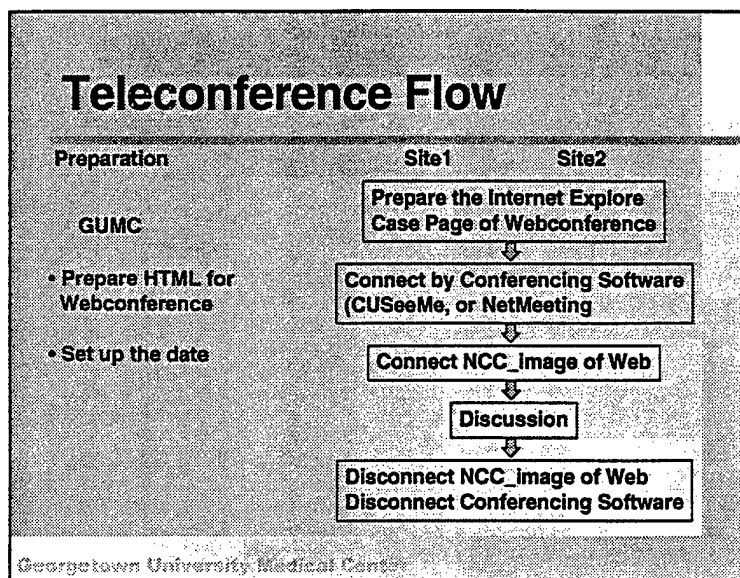 Teleconference Flow
Preparation
Site1 Site2
GUMC
• Prepare HTML for
Webconference
• Set up the date
Prepare the Internet Explore
Case Page of Webconference
Connect by Conferencing Software
(CUSeeMe, or NetMeeting
Connect NCC_image of Web
Discussion
Disconnect NCC_image of Web
Disconnect Conferencing Software
Georgetown University Medical Center